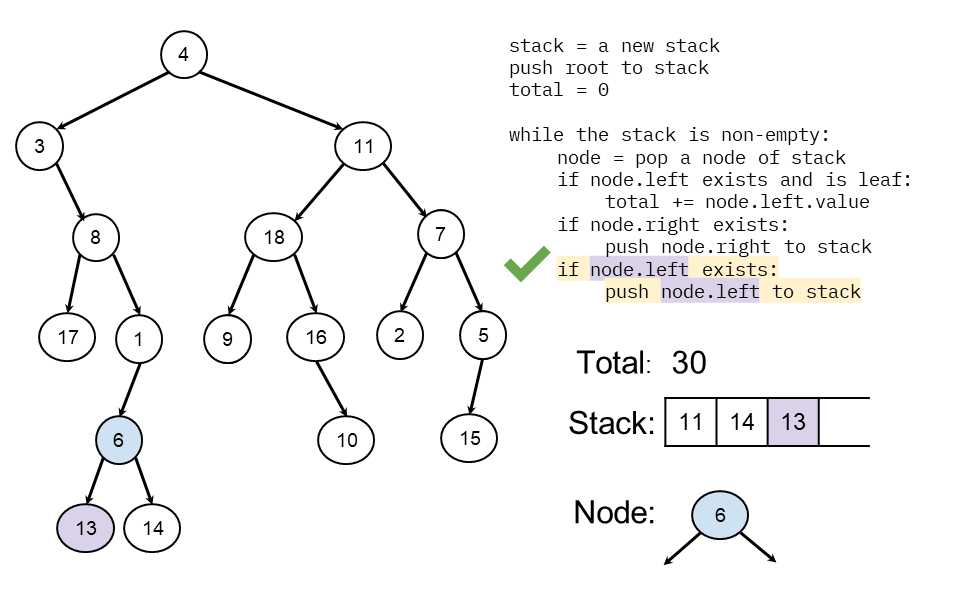 4
3
11
8
18
7
17
1
9
16
2
5
6
10
15
13
14
stack = a new stack
push root to stack
total = 0
while the stack is non-empty:
node = pop a node of stack
if node.left exists and is leaf:
total += node.left.value
if node.right exists:
push node.right to stack
if node.left exists:
push node.left to stack
Total: 30
Stack: 11 14 13
Node: 6